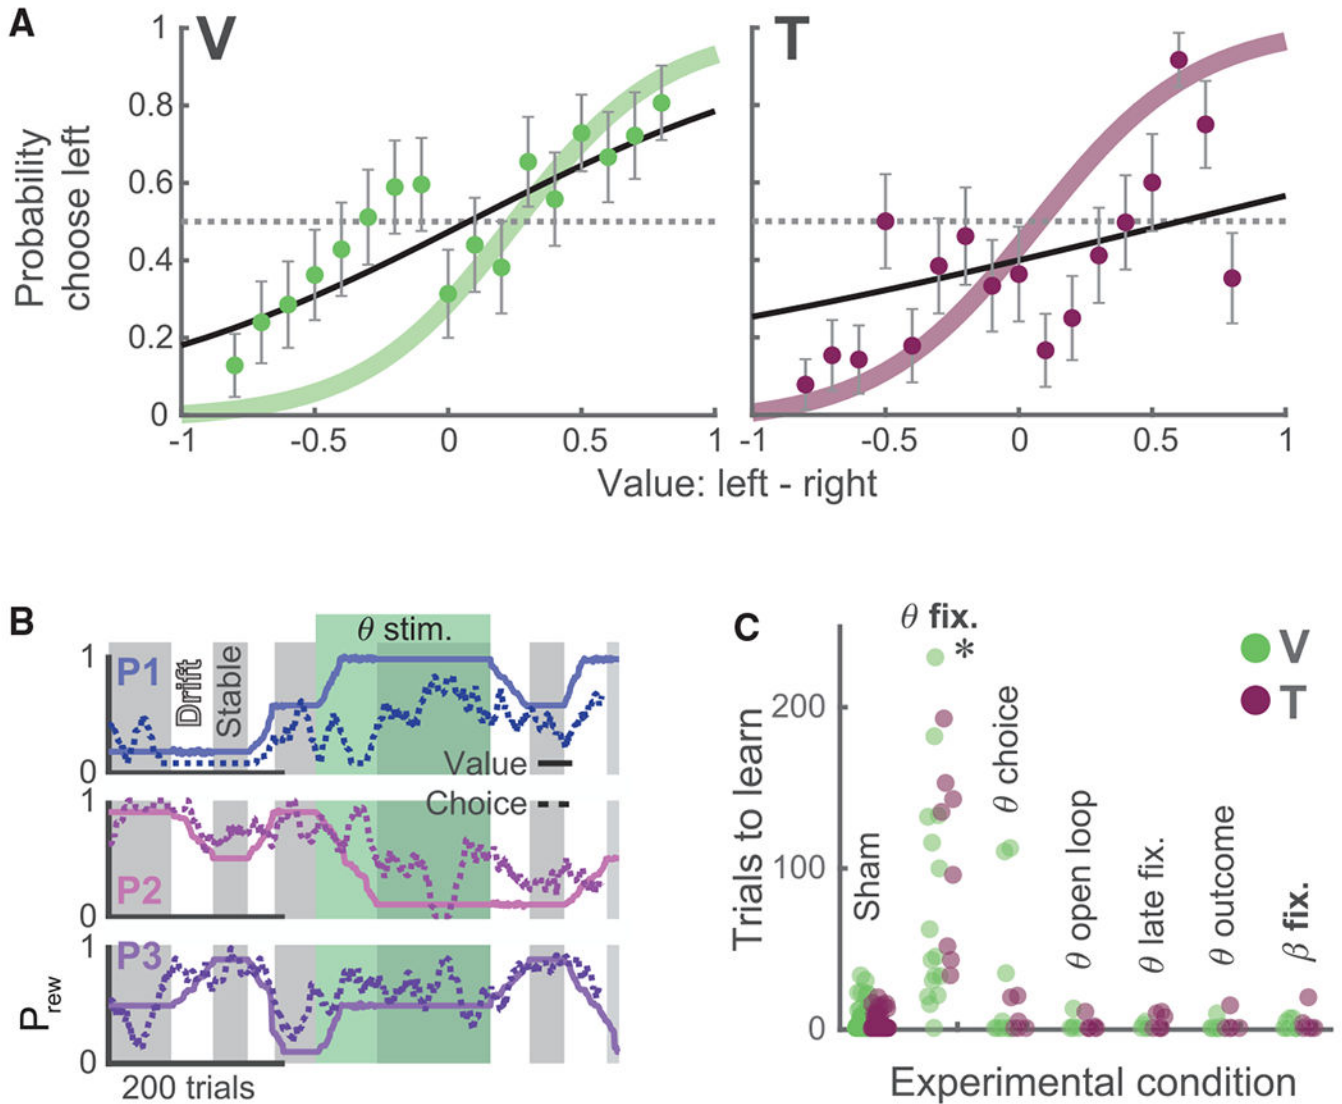 A
V
T
Probability
choose left
1
0.8
0.6
0.4
0.2
0
-1
-0.5
0
0.5
1
-1
-0.5
0
0.5
1
Value: left - right
B
θ stim.
P1
Drift
Stable
1
0
Value
Choice
P2
1
0
P3
1
0
Prew
200 trials
C
θ fix.
*
V
T
Trials to learn
200
100
0
Sham
θ choice
θ open loop
θ late fix.
θ outcome
β fix.
Experimental condition